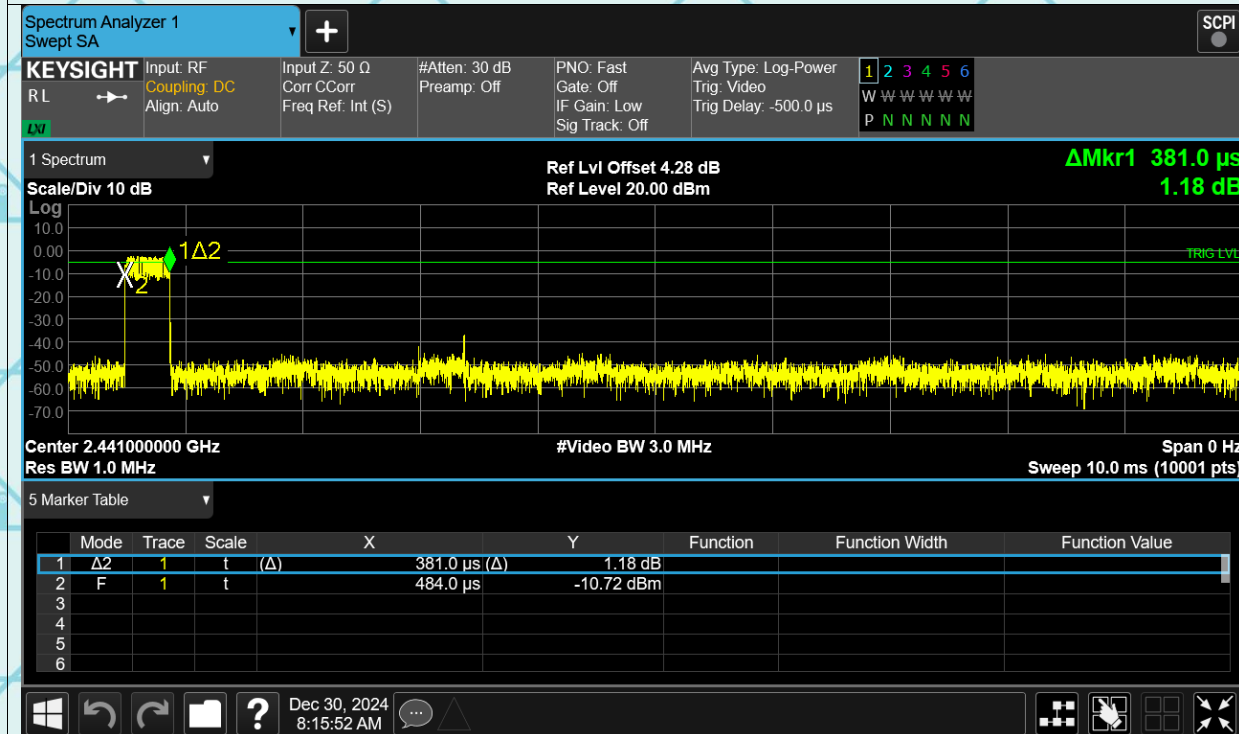 Spectrum Analyzer 1
Swept SA
+
SCPI
KEYSIGHT
RL
LXI
Input: RF
Coupling: DC
Align: Auto
Input Z: 50 Ω
Corr CCorr
Freq Ref: Int (S)
#Atten: 30 dB
Preamp: Off
PNO: Fast
Gate: Off
IF Gain: Low
Sig Track: Off
Avg Type: Log-Power
Trig: Video
Trig Delay: -500.0 µs
1 2 3 4 5 6
W W W W W W
P N N N N N
1 Spectrum
Scale/Div 10 dB
Ref Lvl Offset 4.28 dB
Ref Level 20.00 dBm
ΔMkr1 381.0 µs
1.18 dB
Log
10.0
0.00
-10.0
-20.0
-30.0
-40.0
-50.0
-60.0
-70.0
1Δ2
2
TRIG LVL
Center 2.441000000 GHz
#Video BW 3.0 MHz
Span 0 Hz
Res BW 1.0 MHz
Sweep 10.0 ms (10001 pts)
5 Marker Table
Mode Trace Scale X Y Function Function Width Function Value
1 Δ2 1 t (Δ) 381.0 µs (Δ) 1.18 dB
2 F 1 t 484.0 µs -10.72 dBm
3
4
5
6
?
Dec 30, 2024
8:15:52 AM